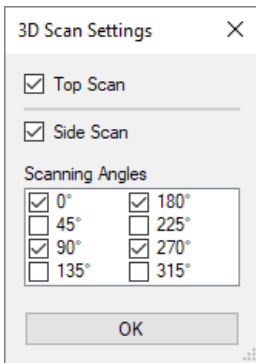 3D Scan Settings
Top Scan
Side Scan
Scanning Angles
0° 180°
45° 225°
90° 270°
135° 315°
OK